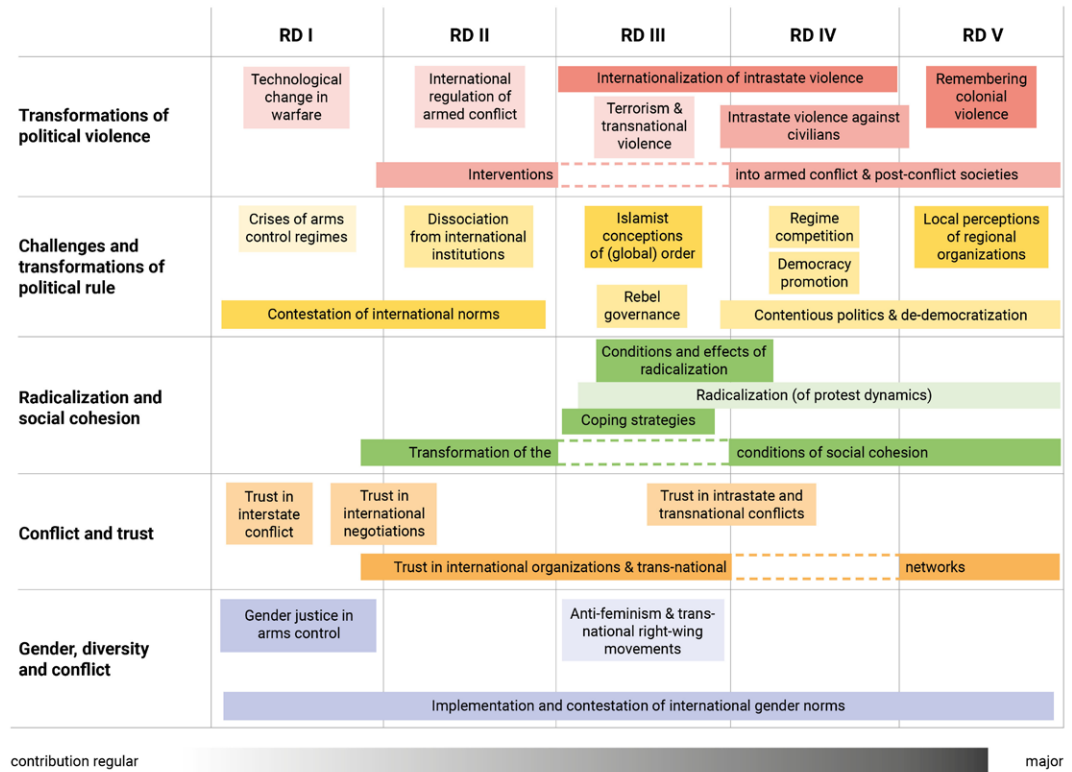 RD I
RD II
RD III
RD IV
RD V
Transformations of
political violence
Technological
change in
warfare
International
regulation of
armed conflict
Internationalization of intrastate violence
Terrorism &
transnational
violence
Intrastate violence against
civilians
Remembering
colonial
violence
Interventions
into armed conflict & post-conflict societies
Challenges and
transformations of
political rule
Crises of arms
control regimes
Dissociation
from international
institutions
Islamist
conceptions
of (global) order
Regime
competition
Democracy
promotion
Local perceptions
of regional
organizations
Contestation of international norms
Rebel
governance
Contentious politics & de-democratization
Radicalization and
social cohesion
Conditions and effects of
radicalization
Radicalization (of protest dynamics)
Coping strategies
Transformation of the
conditions of social cohesion
Conflict and trust
Trust in
interstate
conflict
Trust in
international
negotiations
Trust in intrastate and
transnational conflicts
Trust in international organizations & trans-national
networks
Gender, diversity
and conflict
Gender justice in
arms control
Anti-feminism & trans-
national right-wing
movements
Implementation and contestation of international gender norms
contribution regular
major